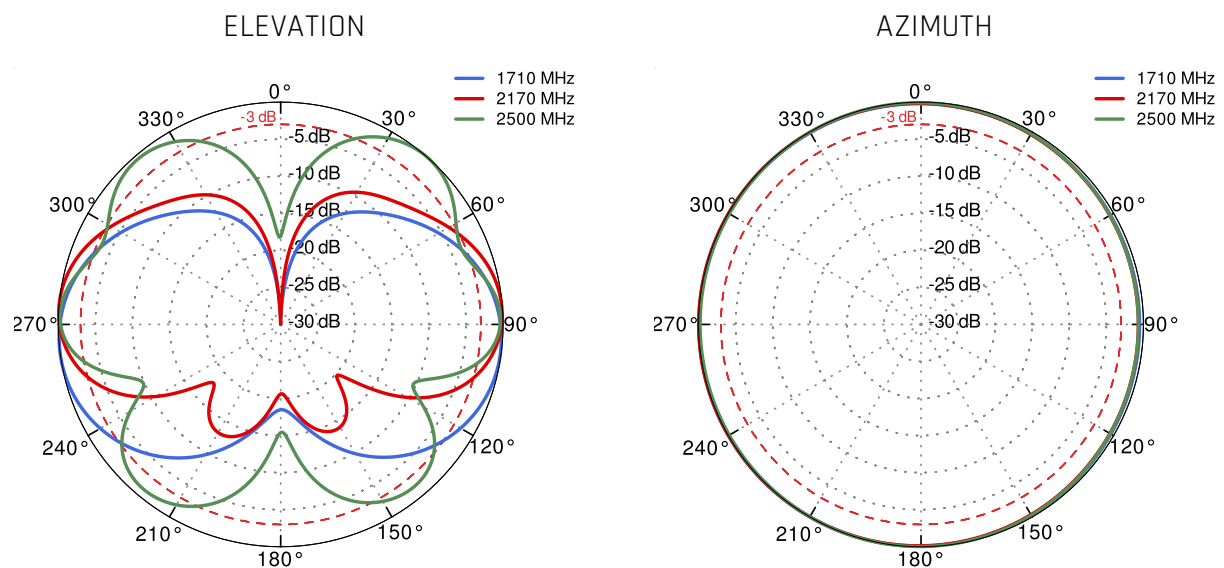 ELEVATION
1710 MHz
2170 MHz
2500 MHz
0°
330°
-3 dB
30°
-5 dB
-10 dB
300°
60°
-15 dB
-20 dB
-25 dB
270°
-30 dB
90°
240°
120°
210°
150°
180°
AZIMUTH
1710 MHz
2170 MHz
2500 MHz
0°
330°
-3 dB
30°
-5 dB
-10 dB
300°
60°
-15 dB
-20 dB
-25 dB
270°
-30 dB
90°
240°
120°
210°
150°
180°